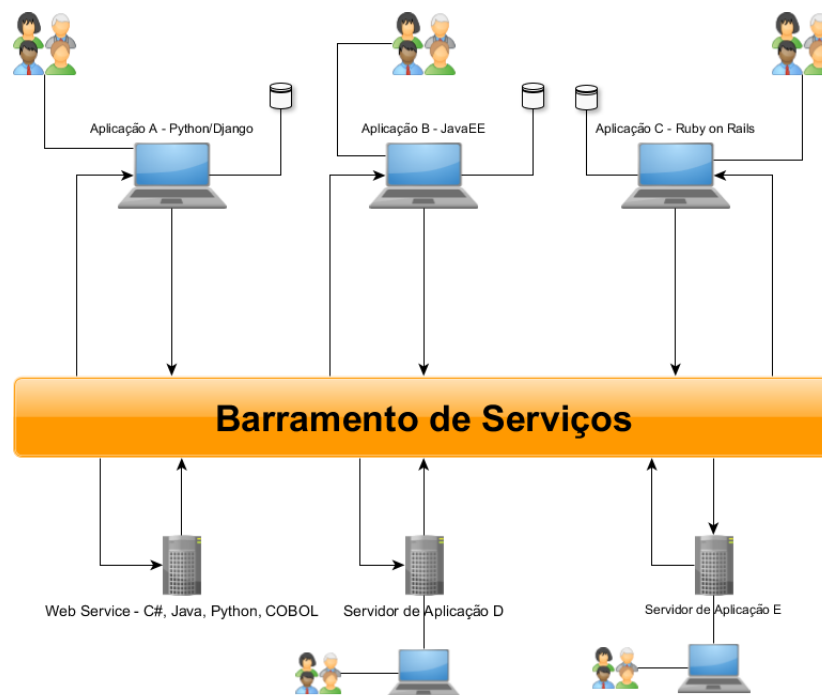 Aplicação A - Python/Django
Aplicação B - JavaEE
Aplicação C - Ruby on Rails
Barramento de Serviços
Web Service - C#, Java, Python, COBOL
Servidor de Aplicação D
Servidor de Aplicação E